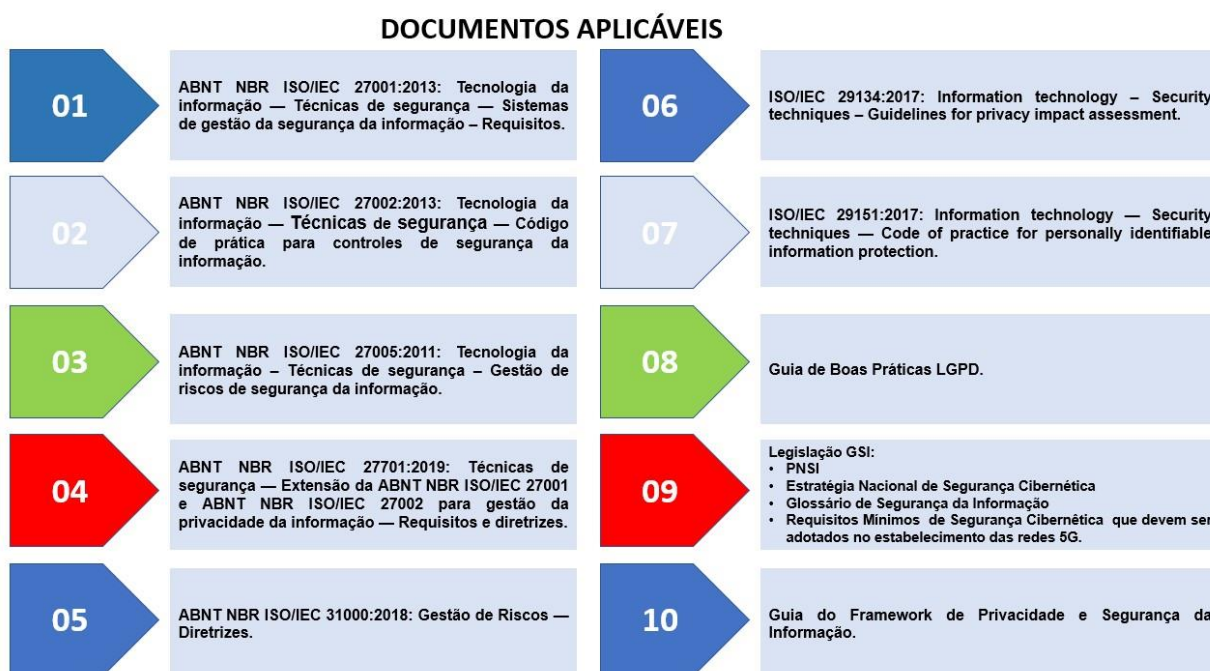 DOCUMENTOS APLICÁVEIS
01
ABNT NBR ISO/IEC 27001:2013: Tecnologia da
informação — Técnicas de segurança — Sistemas
de gestão da segurança da informação – Requisitos.
02
ABNT NBR ISO/IEC 27002:2013: Tecnologia da
informação — Técnicas de segurança — Código
de prática para controles de segurança da
informação.
03
ABNT NBR ISO/IEC 27005:2011: Tecnologia da
informação – Técnicas de segurança – Gestão de
riscos de segurança da informação.
04
ABNT NBR ISO/IEC 27701:2019: Técnicas de
segurança — Extensão da ABNT NBR ISO/IEC 27001
e ABNT NBR ISO/IEC 27002 para gestão da
privacidade da informação — Requisitos e diretrizes.
05
ABNT NBR ISO/IEC 31000:2018: Gestão de Riscos —
Diretrizes.
06
ISO/IEC 29134:2017: Information technology – Security
techniques – Guidelines for privacy impact assessment.
07
ISO/IEC 29151:2017: Information technology — Security
techniques — Code of practice for personally identifiable
information protection.
08
Guia de Boas Práticas LGPD.
09
Legislação GSI:
• PNSI
• Estratégia Nacional de Segurança Cibernética
• Glossário de Segurança da Informação
• Requisitos Mínimos de Segurança Cibernética que devem ser
adotados no estabelecimento das redes 5G.
10
Guia do Framework de Privacidade e Segurança da
Informação.